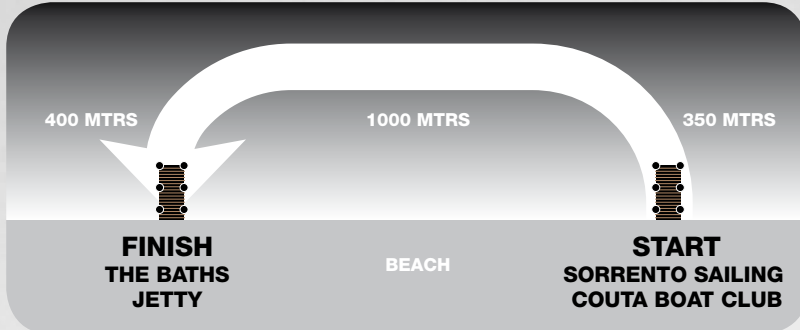 400 MTRS
1000 MTRS
350 MTRS
FINISH
THE BATHS
JETTY
BEACH
START
SORRENTO SAILING
COUTA BOAT CLUB